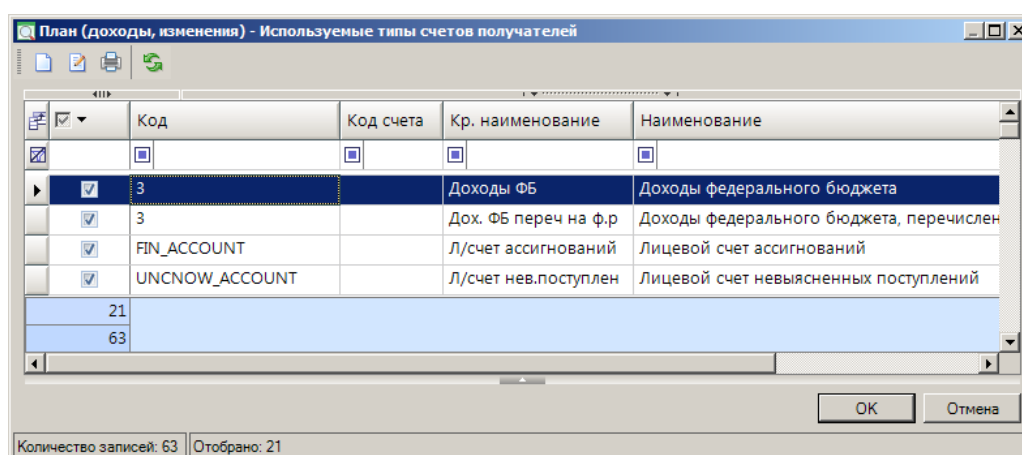 План (доходы, изменения) - Используемые типы счетов получателей
Код Код счета Кр. наименование Наименование
3 Доходы ФБ Доходы федерального бюджета
3 Дох. ФБ переч на ф.р Доходы федерального бюджета, перечислен
FIN_ACCOUNT Л/счет ассигнований Лицевой счет ассигнований
UNCNOW_ACCOUNT Л/счет нев.поступлен Лицевой счет невыясненных поступлений
21
63
OK Отмена
Количество записей: 63 Отобрано: 21